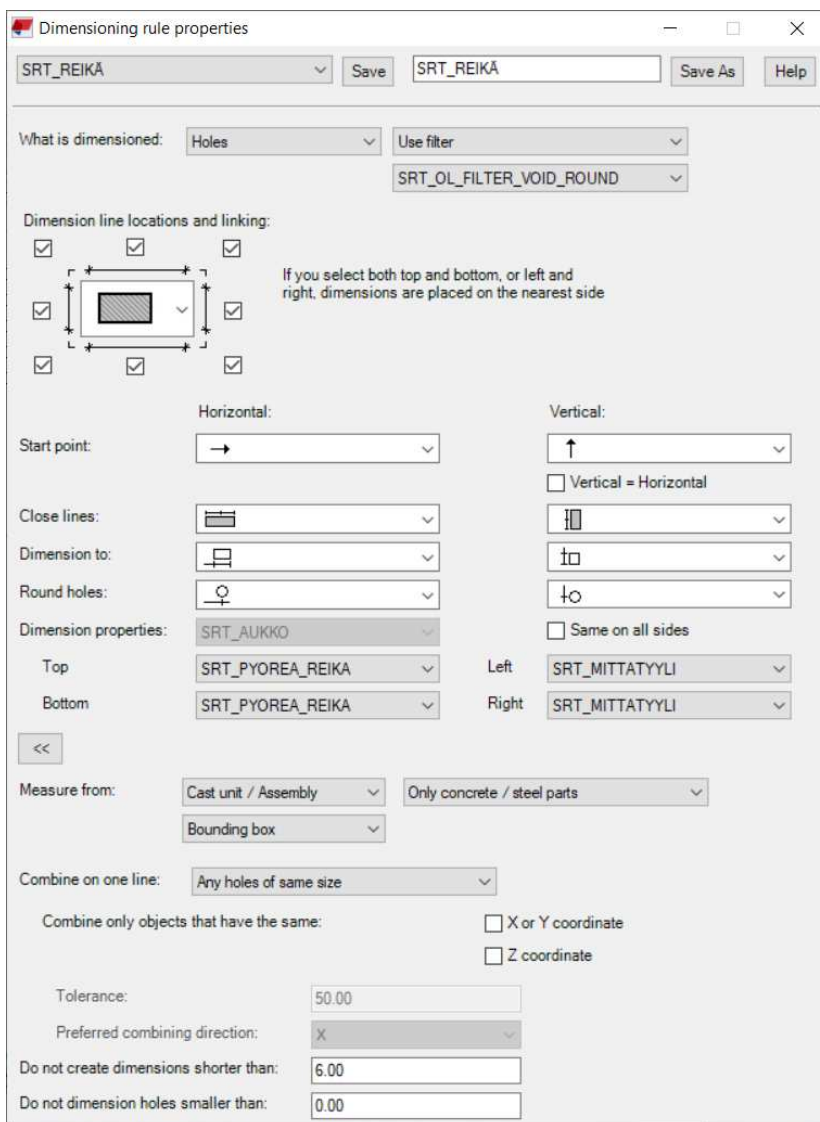 Dimensioning rule properties
SRT_REIKÄ Save SRT_REIKÄ Save As Help
What is dimensioned: Holes Use filter
SRT_OL_FILTER_VOID_ROUND
Dimension line locations and linking:
If you select both top and bottom, or left and
right, dimensions are placed on the nearest side
Horizontal: Vertical:
Start point:
Vertical = Horizontal
Close lines:
Dimension to:
Round holes:
Dimension properties: SRT_AUKKO Same on all sides
Top SRT_PYOREA_REIKA Left SRT_MITTATYYLI
Bottom SRT_PYOREA_REIKA Right SRT_MITTATYYLI
<<
Measure from: Cast unit / Assembly Only concrete / steel parts
Bounding box
Combine on one line: Any holes of same size
Combine only objects that have the same: X or Y coordinate
Z coordinate
Tolerance: 50.00
Preferred combining direction: X
Do not create dimensions shorter than: 6.00
Do not dimension holes smaller than: 0.00